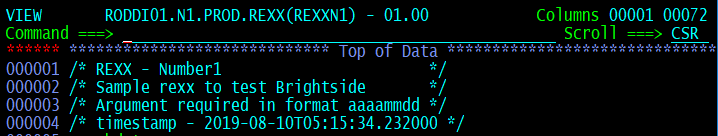 VIEW       RODDI01.N1.PROD.REXX(REXXN1) - 01.00             Columns 00001 00072
Command ===>                                                  Scroll ===> CSR
****** ***************************** Top of Data ******************************
000001 /* REXX - Number1                       */
000002 /* Sample rexx to test Brightside       */
000003 /* Argument required in format aaaammdd */
000004 /* timestamp - 2019-08-10T05:15:34.232000 */